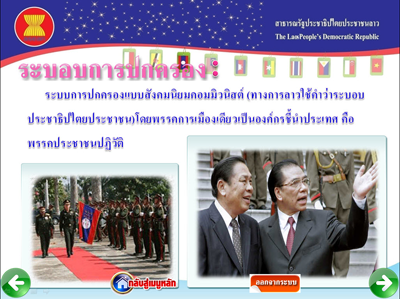 สาธารณรัฐประชาธิปไตยประชาชนลาว
The LaoPeople's Democratic Republic
ระบอบการปกครอง :
ระบบการปกครองแบบสังคมนิยมคอมมิวนิสต์ (ทางการลาวใช้คำว่าระบอบ
ประชาธิปไตยประชาชน)โดยพรรคการเมืองเดียวเป็นองค์กรชี้นำประเทศ คือ
พรรคประชาชนปฏิวัติ
กลับสู่เมนูหลัก
ออกจากระบบ